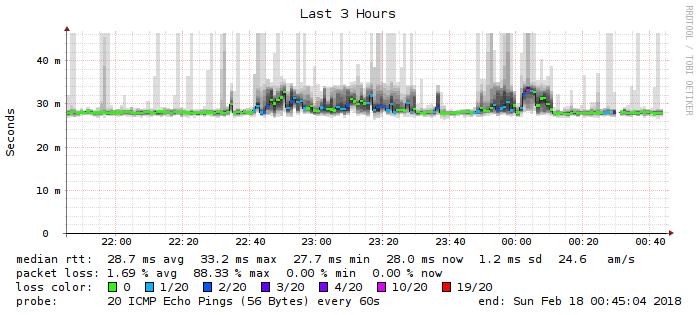 Last 3 Hours
RRDTOOL / TOBI OETIKER
Seconds
40 m
30 m
20 m
10 m
0
22:00 22:20 22:40 23:00 23:20 23:40 00:00 00:20 00:40
median rtt: 28.7 ms avg 33.2 ms max 27.7 ms min 28.0 ms now 1.2 ms sd 24.6 am/s
packet loss: 1.69 % avg 88.33 % max 0.00 % min 0.00 % now
loss color: 0 1/20 2/20 3/20 4/20 10/20 19/20
probe: 20 ICMP Echo Pings (56 Bytes) every 60s end: Sun Feb 18 00:45:04 2018